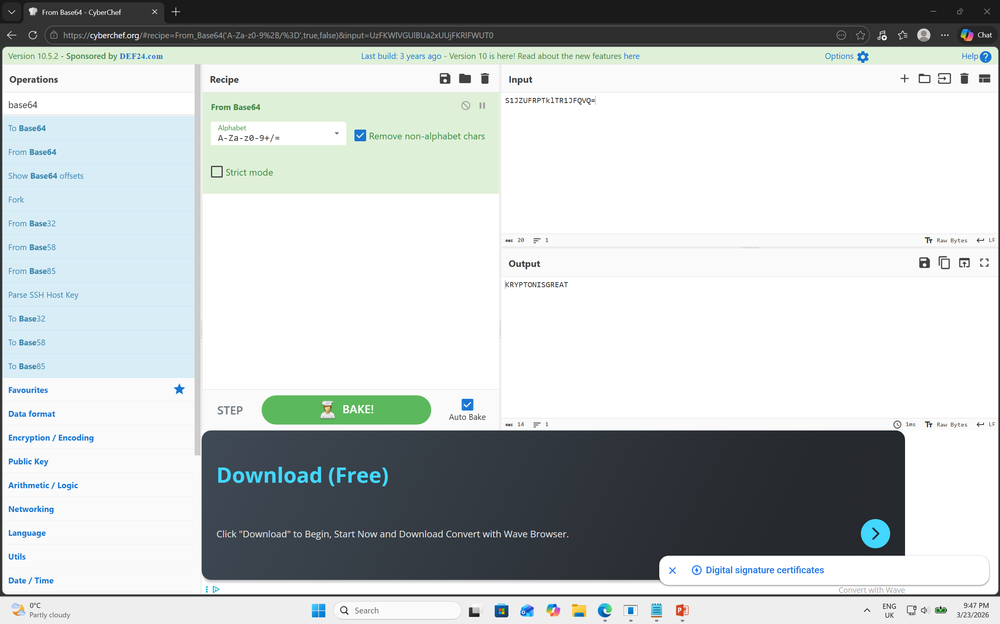 From Base64 - CyberChef
https://cyberchef.org/#recipe=From_Base64('A-Za-z0-9%2B/%3D',true,false)&input=UzFKWlVGUlBUa2xUUjFKRlFWUT0
Chat
Version 10.5.2 - Sponsored by DEF24.com
Last build: 3 years ago - Version 10 is here! Read about the new features here
Options
Help
Operations
base64
To Base64
From Base64
Show Base64 offsets
Fork
From Base32
From Base58
From Base85
Parse SSH Host Key
To Base32
To Base58
To Base85
Favourites
Data format
Encryption / Encoding
Public Key
Arithmetic / Logic
Networking
Language
Utils
Date / Time
Recipe
From Base64
Alphabet
A-Za-z0-9+/=
Remove non-alphabet chars
Strict mode
STEP
BAKE!
Auto Bake
Input
S1JZUFRPTklTR1JFQVQ=
ABC 20 1
Raw Bytes LF
Output
KRYPTONISGREAT
ABC 14 1
1ms Raw Bytes LF
Download (Free)
Click "Download" to Begin, Start Now and Download Convert with Wave Browser.
Digital signature certificates
Convert with Wave
0°C
Partly cloudy
Search
ENG
UK
9:47 PM
3/23/2026